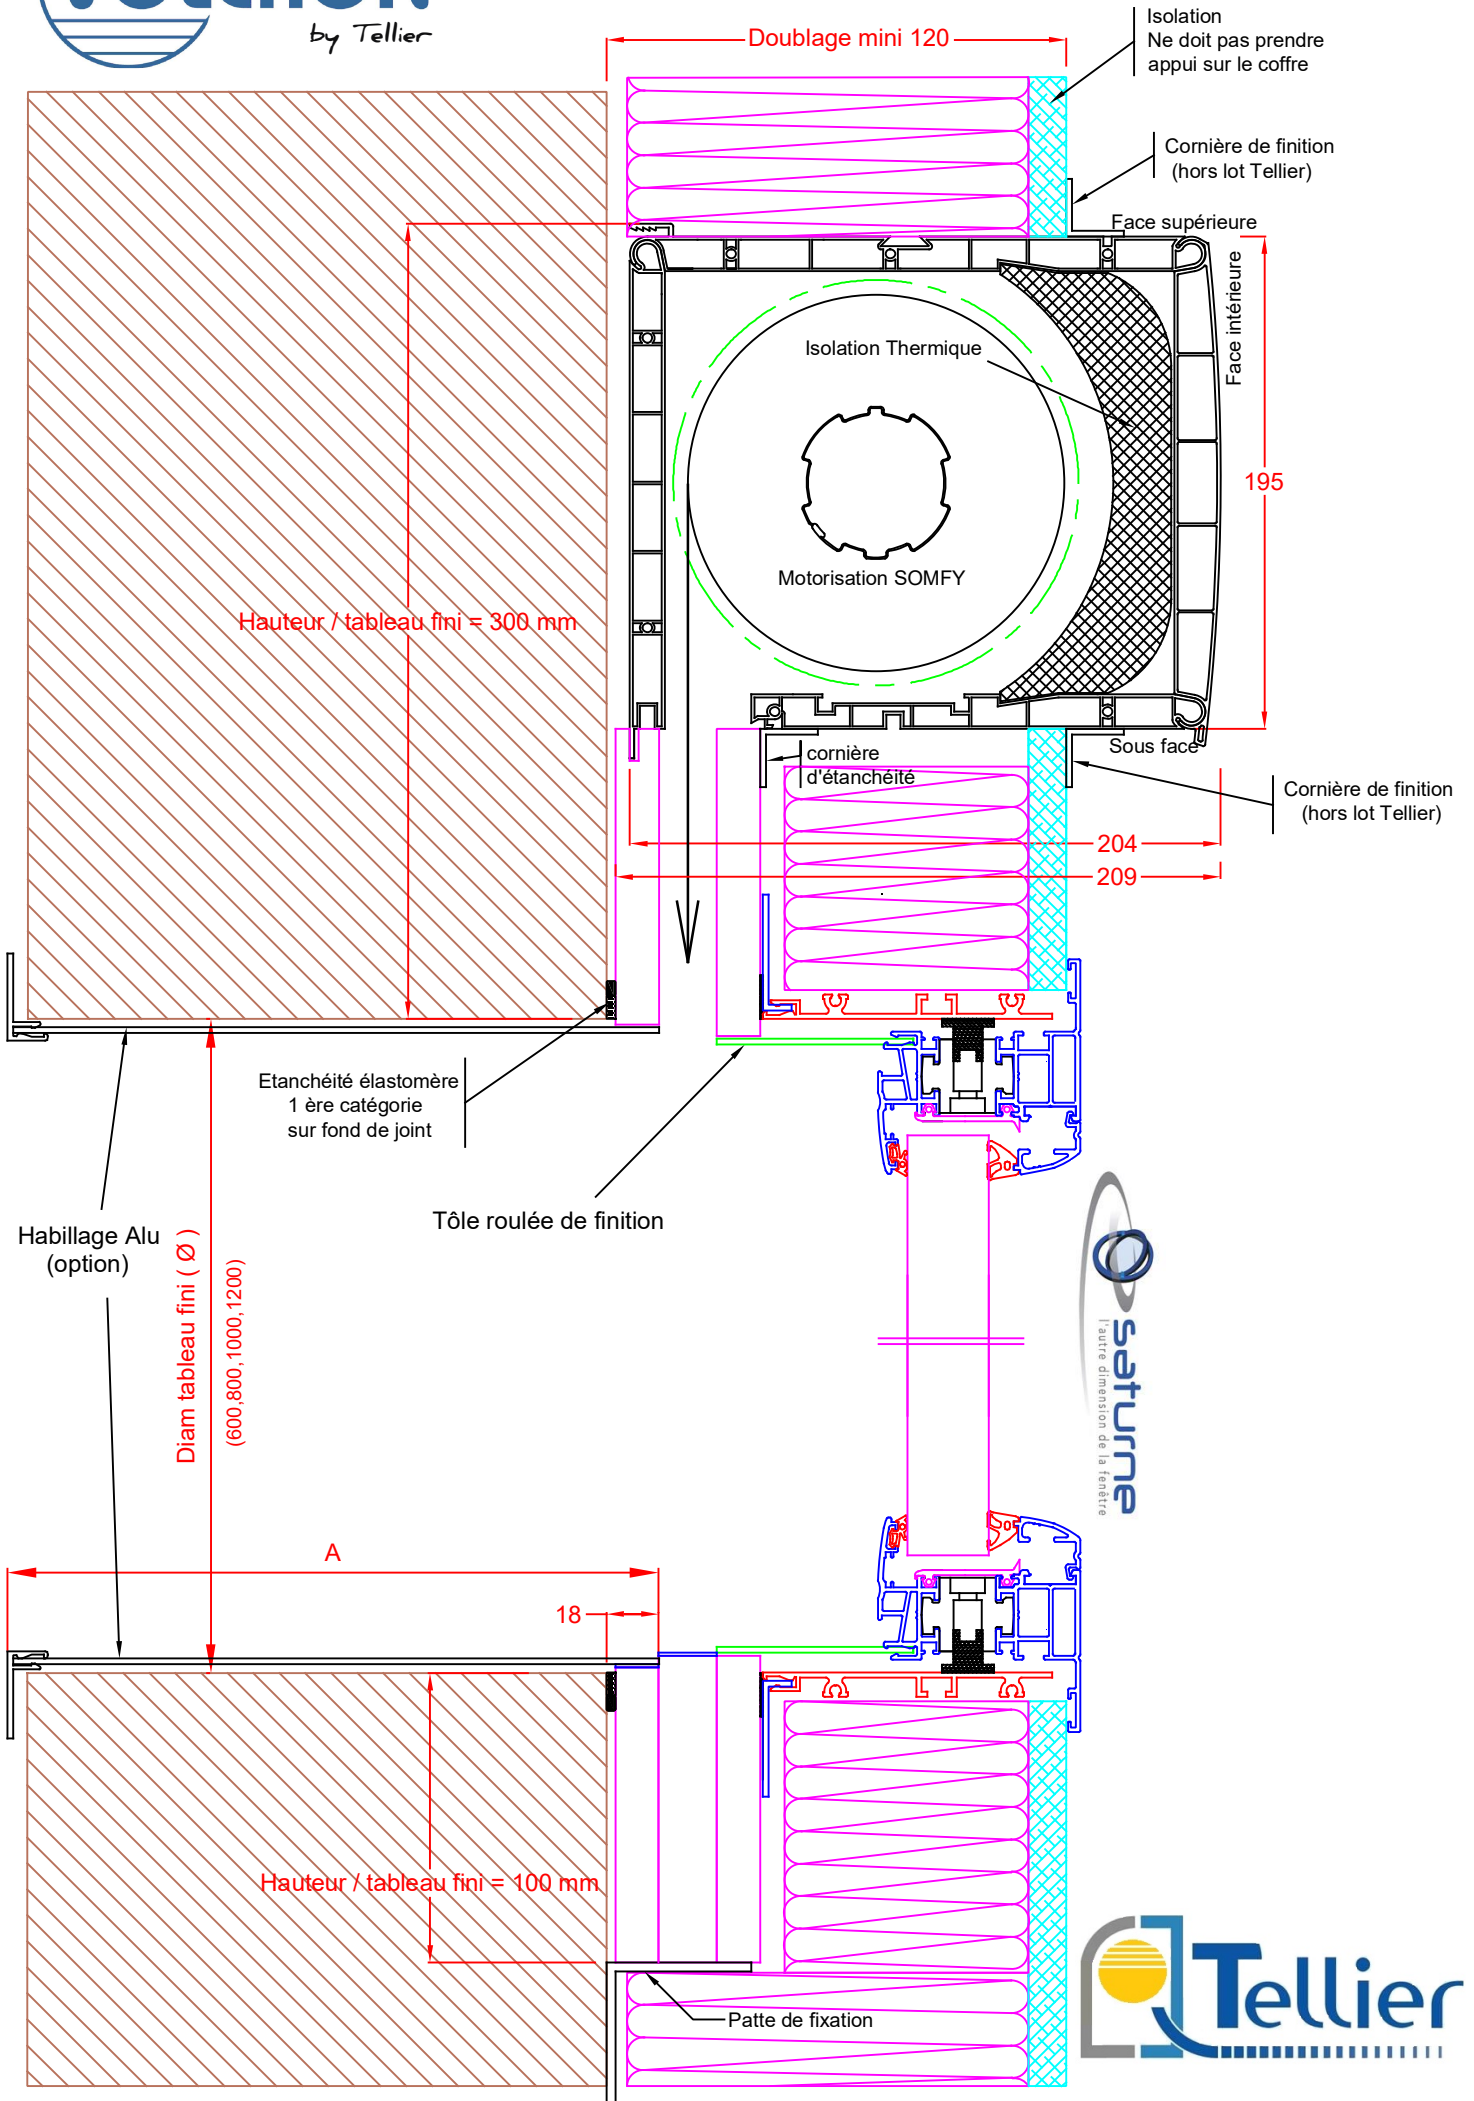 by Tellier
Doublage mini 120
Isolation
Ne doit pas prendre
appui sur le coffre
Cornière de finition
(hors lot Tellier)
Face supérieure
Face intérieure
Isolation Thermique
195
Motorisation SOMFY
Hauteur / tableau fini = 300 mm
cornière
d'étanchéité
Sous face
Cornière de finition
(hors lot Tellier)
204
209
Etanchéité élastomère
1 ère catégorie
sur fond de joint
Tôle roulée de finition
Habillage Alu
(option)
Diam tableau fini ( Ø )
(600,800,1000,1200)
saturne
l'autre dimension de la fenêtre
A
18
Hauteur / tableau fini = 100 mm
Patte de fixation
Tellier